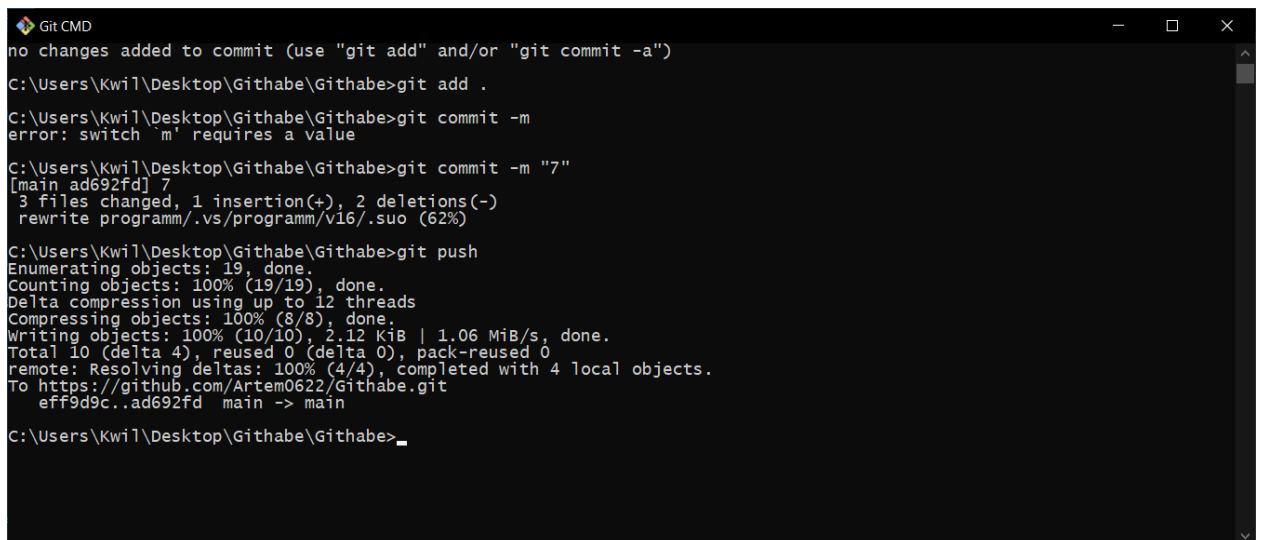 Git CMD
no changes added to commit (use "git add" and/or "git commit -a")
C:\Users\Kwil\Desktop\Githabe\Githabe>git add .
C:\Users\Kwil\Desktop\Githabe\Githabe>git commit -m
error: switch `m' requires a value
C:\Users\Kwil\Desktop\Githabe\Githabe>git commit -m "7"
[main ad692fd] 7
 3 files changed, 1 insertion(+), 2 deletions(-)
 rewrite programm/.vs/programm/v16/.suo (62%)
C:\Users\Kwil\Desktop\Githabe\Githabe>git push
Enumerating objects: 19, done.
Counting objects: 100% (19/19), done.
Delta compression using up to 12 threads
Compressing objects: 100% (8/8), done.
Writing objects: 100% (10/10), 2.12 KiB | 1.06 MiB/s, done.
Total 10 (delta 4), reused 0 (delta 0), pack-reused 0
remote: Resolving deltas: 100% (4/4), completed with 4 local objects.
To https://github.com/Artem0622/Githabe.git
   eff9d9c..ad692fd  main -> main
C:\Users\Kwil\Desktop\Githabe\Githabe>